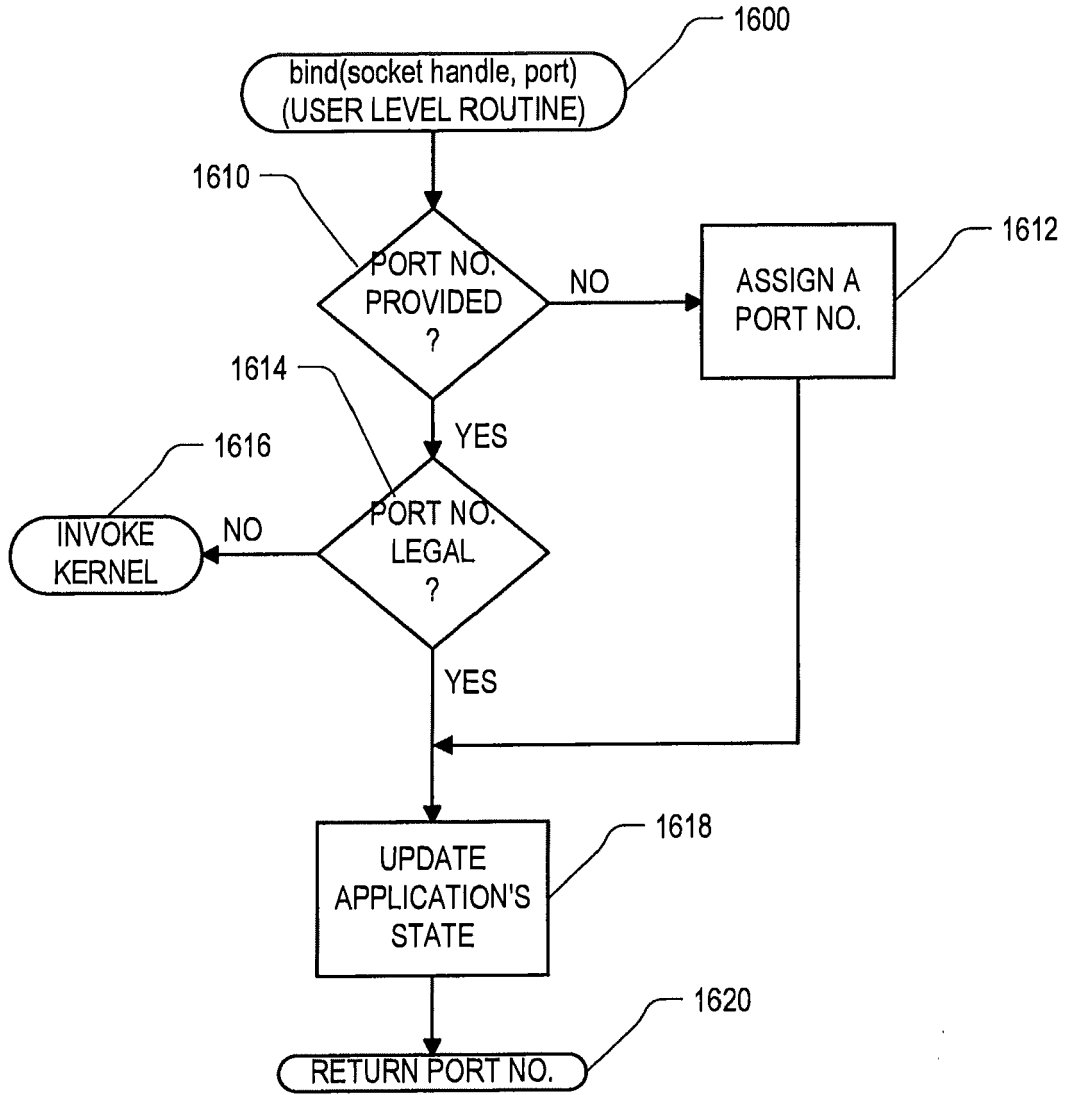 1600
bind(socket handle, port)
(USER LEVEL ROUTINE)
1610
PORT NO.
PROVIDED
?
NO
1612
ASSIGN A
PORT NO.
1614
YES
1616
INVOKE
KERNEL
NO
PORT NO.
LEGAL
?
YES
1618
UPDATE
APPLICATION'S
STATE
1620
RETURN PORT NO.